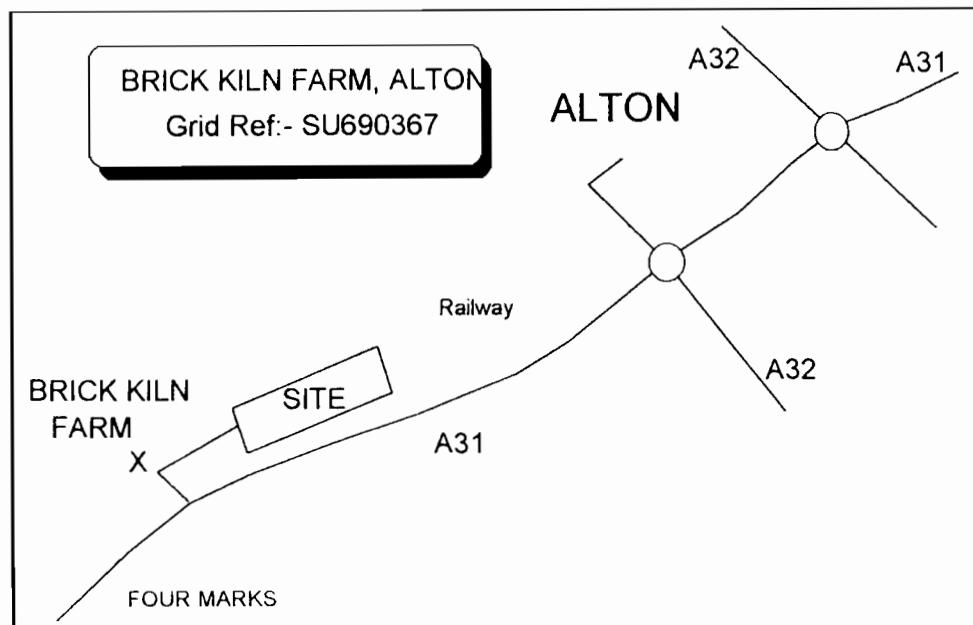 BRICK KILN FARM, ALTON
Grid Ref:- SU690367
A32
A31
ALTON
Railway
BRICK KILN
FARM
X
SITE
A32
A31
FOUR MARKS